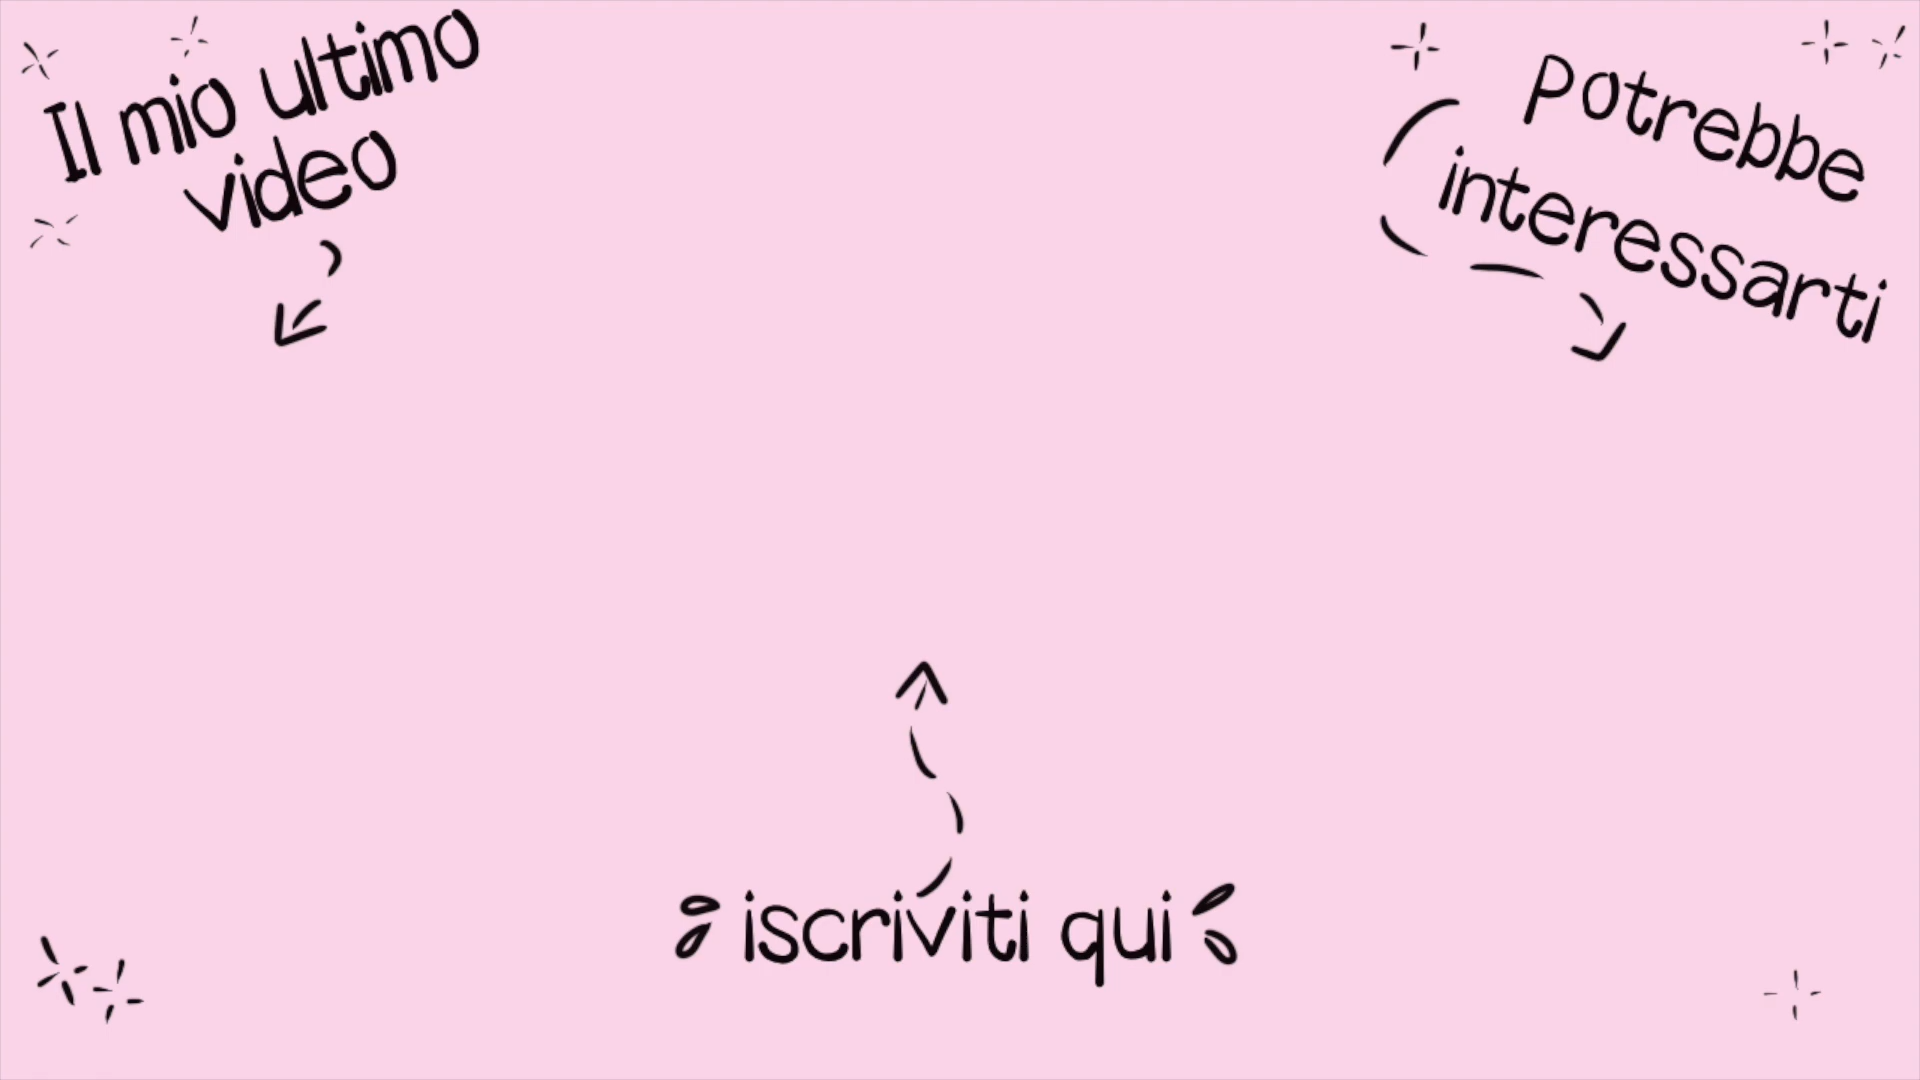 Il mio ultimo
video
Potrebbe
interessarti
iscriviti qui